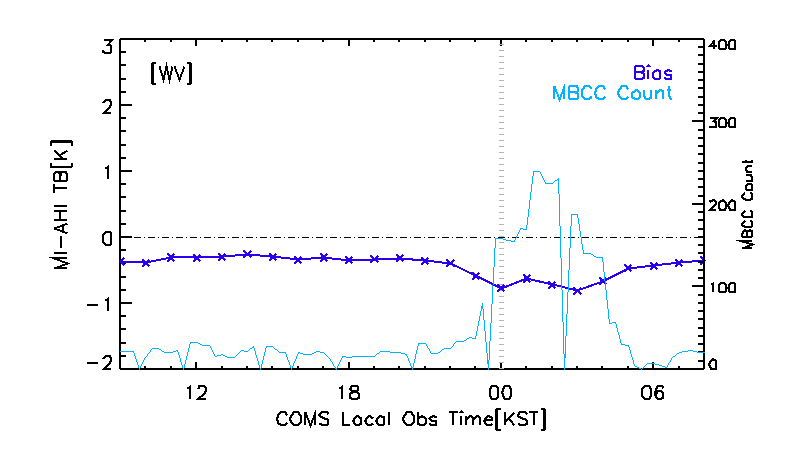 [WV]
Bias
MBCC Count
3
2
1
0
-1
-2
MI-AHI TB[K]
400
300
200
100
0
MBCC Count
12 18 00 06
COMS Local Obs Time[KST]